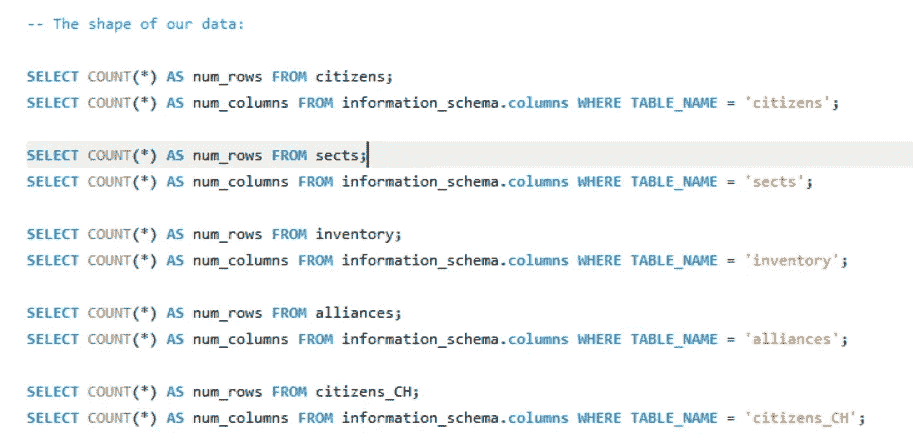 -- The shape of our data:
SELECT COUNT(*) AS num_rows FROM citizens;
SELECT COUNT(*) AS num_columns FROM information_schema.columns WHERE TABLE_NAME = 'citizens';
SELECT COUNT(*) AS num_rows FROM sects;
SELECT COUNT(*) AS num_columns FROM information_schema.columns WHERE TABLE_NAME = 'sects';
SELECT COUNT(*) AS num_rows FROM inventory;
SELECT COUNT(*) AS num_columns FROM information_schema.columns WHERE TABLE_NAME = 'inventory';
SELECT COUNT(*) AS num_rows FROM alliances;
SELECT COUNT(*) AS num_columns FROM information_schema.columns WHERE TABLE_NAME = 'alliances';
SELECT COUNT(*) AS num_rows FROM citizens_CH;
SELECT COUNT(*) AS num_columns FROM information_schema.columns WHERE TABLE_NAME = 'citizens_CH';